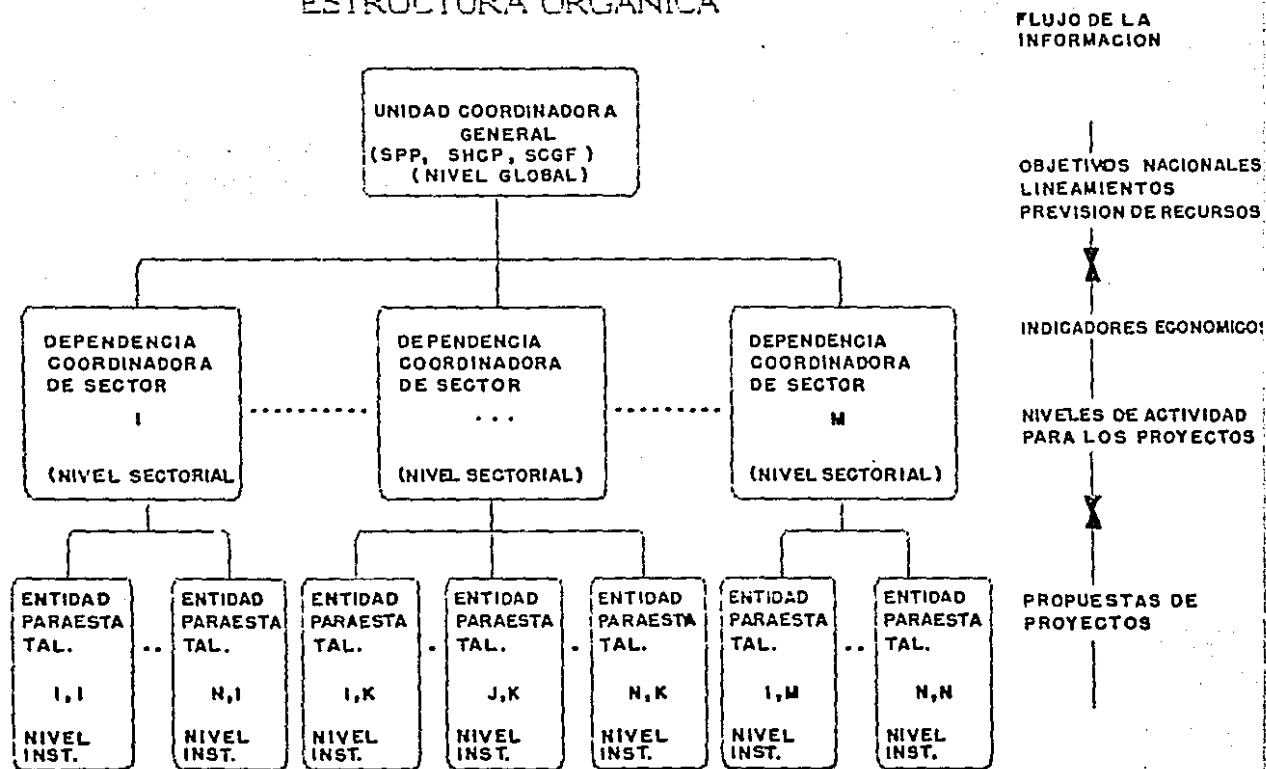 ESTRUCTURA ORGANICA
FLUJO DE LA
INFORMACION
UNIDAD COORDINADORA
GENERAL
(SPP, SHCP, SCGF)
(NIVEL GLOBAL)
OBJETIVOS NACIONALES
LINEAMIENTOS
PREVISION DE RECURSOS
DEPENDENCIA
COORDINADORA
DE SECTOR
I
(NIVEL SECTORIAL
DEPENDENCIA
COORDINADORA
DE SECTOR
...
(NIVEL SECTORIAL)
DEPENDENCIA
COORDINADORA
DE SECTOR
M
(NIVEL SECTORIAL)
INDICADORES ECONOMICOS
NIVELES DE ACTIVIDAD
PARA LOS PROYECTOS
ENTIDAD
PARAESTA
TAL.
I,I
NIVEL
INST.
ENTIDAD
PARAESTA
TAL.
N,I
NIVEL
INST.
ENTIDAD
PARAESTA
TAL.
I,K
NIVEL
INST.
ENTIDAD
PARAESTA
TAL.
J,K
NIVEL
INST.
ENTIDAD
PARAESTA
TAL.
N,K
NIVEL
INST.
ENTIDAD
PARAESTA
TAL.
I,M
NIVEL
INST.
ENTIDAD
PARAESTA
TAL.
N,N
NIVEL
INST.
PROPUESTAS DE
PROYECTOS